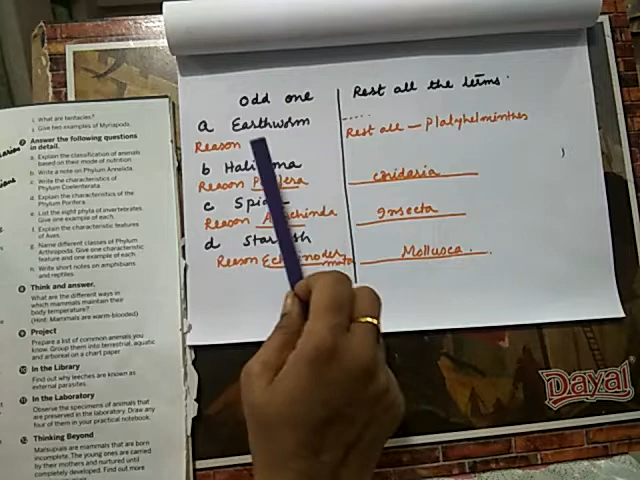 i. What are tentacles?
j. Give two examples of Myriapods.
7 Answer the following questions
in detail.
a. Explain the classification of animals
based on their mode of nutrition.
b. Write a note on Phylum Annelida.
c. Write the characteristics of
Phylum Coelenterata.
d. Explain the characteristics of the
Phylum Porifera.
e. List the eight phyla of invertebrates.
Give one example of each.
f. Explain the characteristic features
of Aves.
g. Name different classes of Phylum
Arthropoda. Give one characteristic
feature and one example of each.
h. Write short notes on amphibians
and reptiles.
8 Think and answer.
What are the different ways in
which mammals maintain their
body temperature?
(Hint: Mammals are warm-blooded)
9 Project
Prepare a list of common animals you
know. Group them into terrestrial, aquatic
and arboreal on a chart paper.
10 In the Library
Find out why leeches are known as
external parasites.
11 In the Laboratory
Observe the specimens of animals that
are preserved in the laboratory. Draw any
four of them in your practical notebook.
12 Thinking Beyond
Marsupials are mammals that are born
incomplete. The young ones are carried
by their mothers and nurtured until
completely developed. Find out more
Odd one
Rest all the terms.
a Earthworm
Reason
Rest all - Platyhelminthes
b
Reason
cnidaria
c
Reason
Insecta
d
Reason
Mollusca.
Dayal